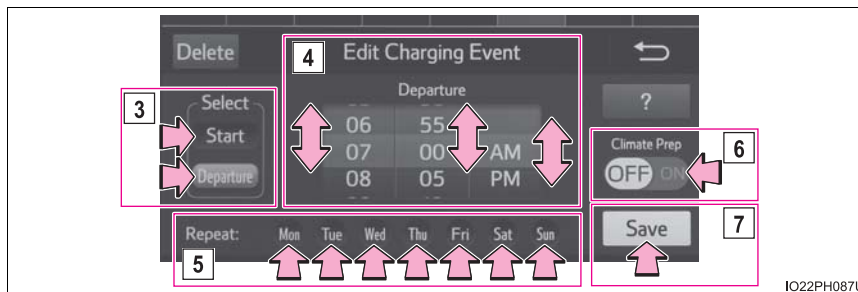 Delete
4
Edit Charging Event
3
Select
Departure
?
Start
06
55
Climate Prep
6
07
00
AM
Departure
08
05
PM
OFF
ON
Repeat:
Mon
Tue
Wed
Thu
Fri
Sat
Sun
Save
7
5
IO22PH087U